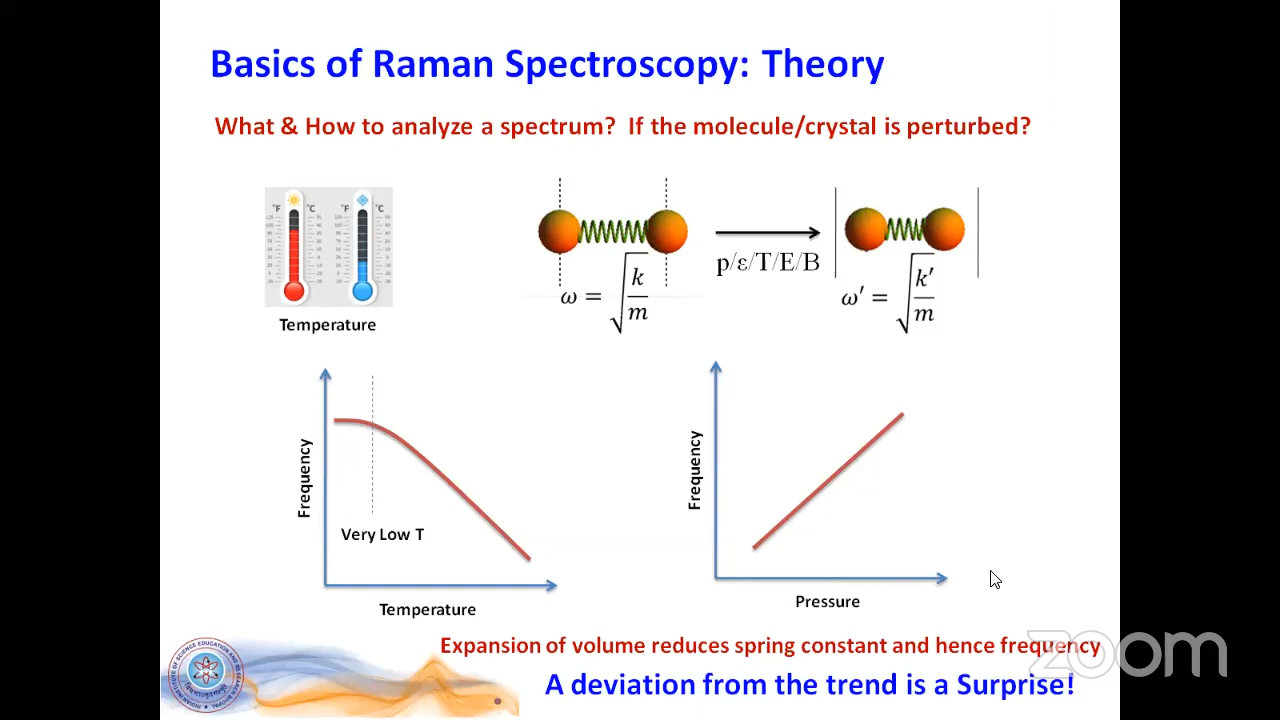 Basics of Raman Spectroscopy: Theory
What & How to analyze a spectrum? If the molecule/crystal is perturbed?
°F °C °F °C
Temperature
p/ε/T/E/B
ω = √(k/m)
ω′ = √(k′/m)
Frequency
Very Low T
Temperature
Frequency
Pressure
Expansion of volume reduces spring constant and hence frequency
A deviation from the trend is a Surprise!
zoom